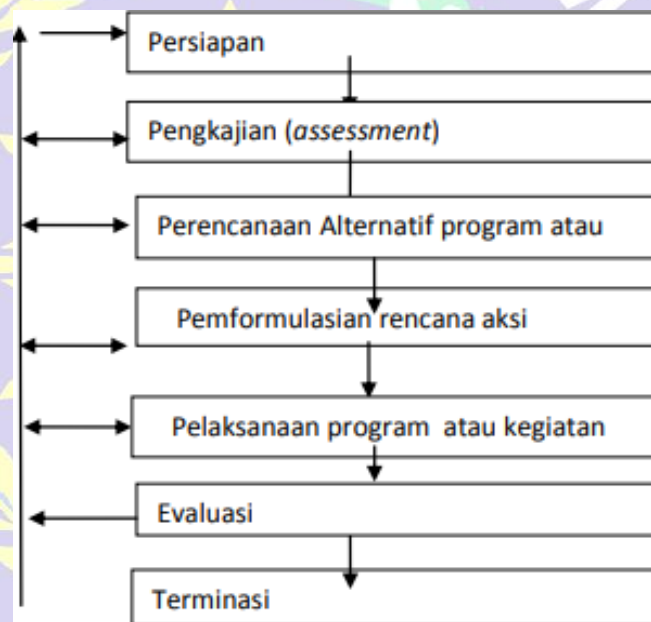 Persiapan
Pengkajian (assessment)
Perencanaan Alternatif program atau
Pemformulasian rencana aksi
Pelaksanaan program atau kegiatan
Evaluasi
Terminasi